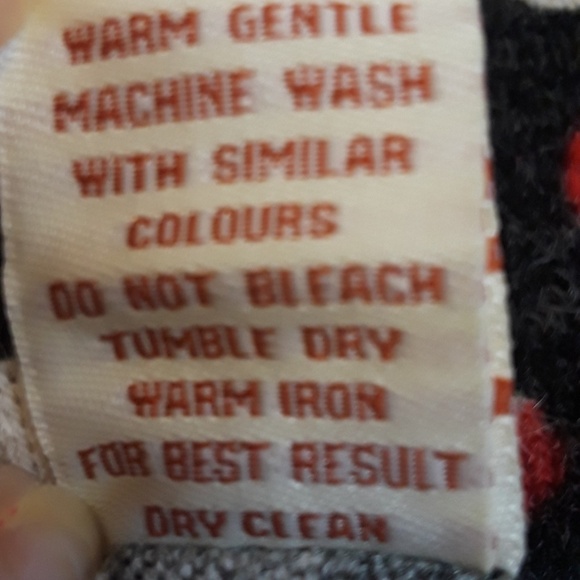 WARM GENTLE
MACHINE WASH
WITH SIMILAR
COLOURS
DO NOT BLEACH
TUMBLE DRY
WARM IRON
FOR BEST RESULT
DRY CLEAN